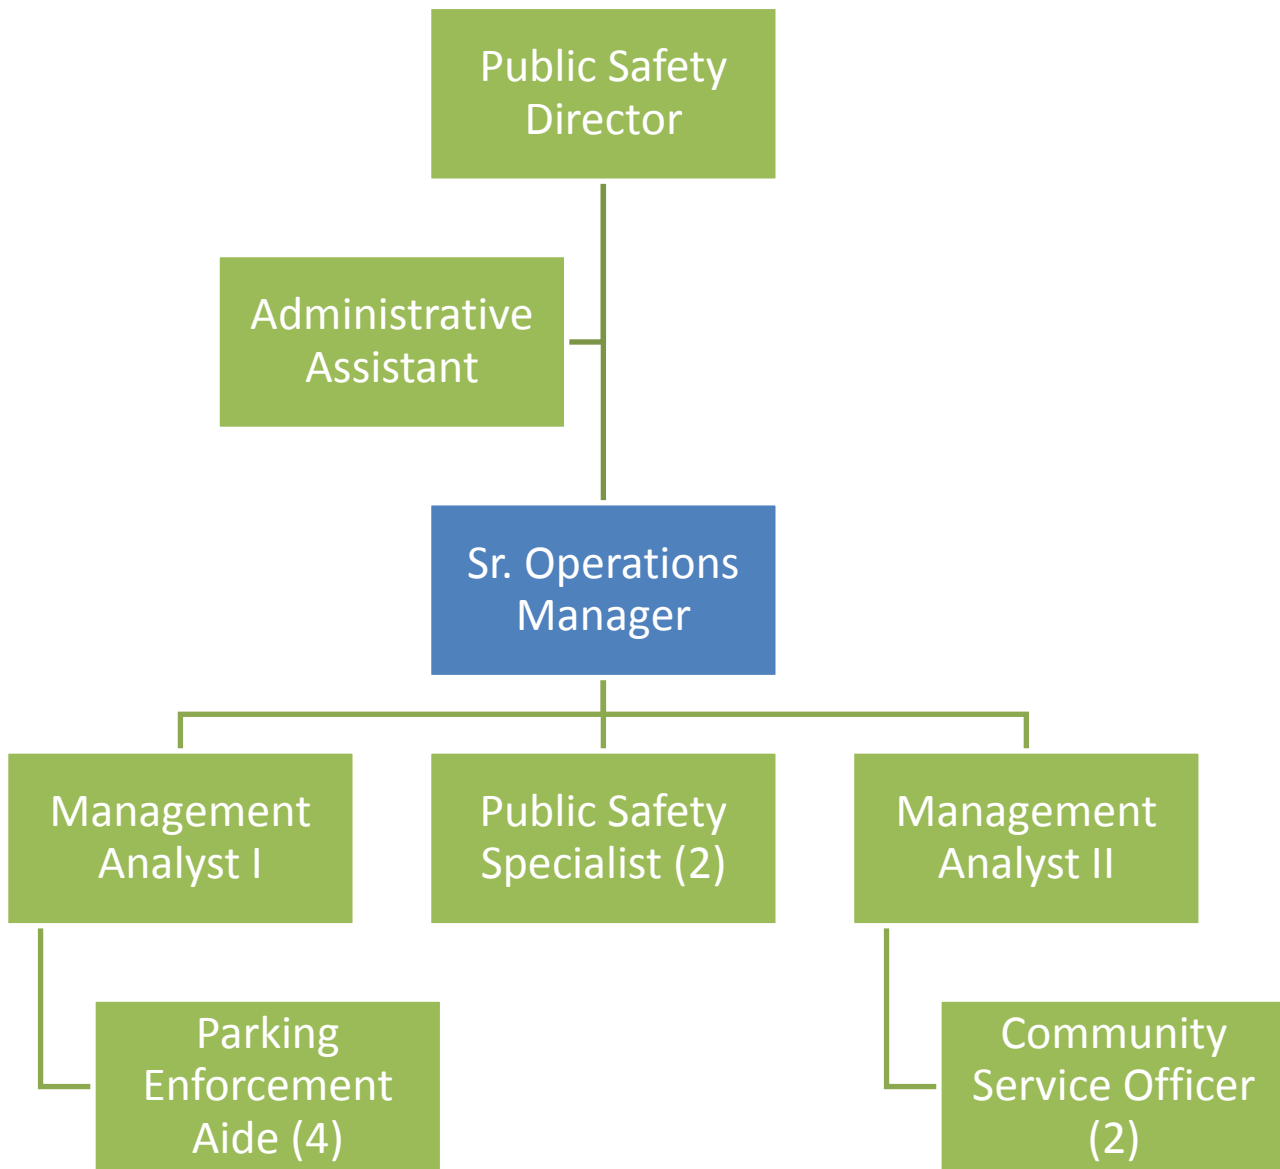 Public Safety
Director
Administrative
Assistant
Sr. Operations
Manager
Management
Analyst I
Public Safety
Specialist (2)
Management
Analyst II
Parking
Enforcement
Aide (4)
Community
Service Officer
(2)